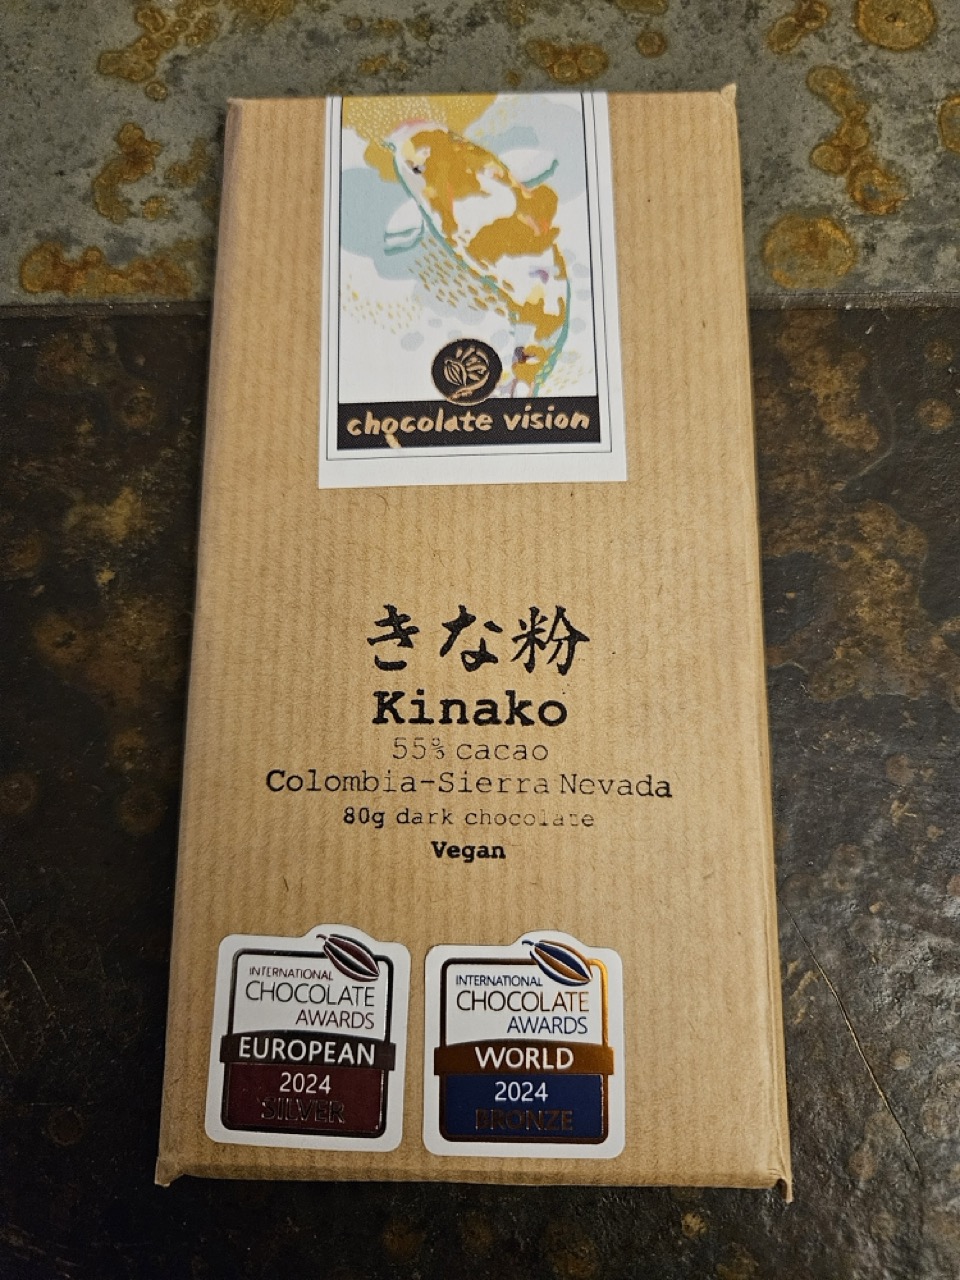 chocolate vision
きな粉
Kinako
55% cacao
Colombia-Sierra Nevada
80g dark chocolate
Vegan
INTERNATIONAL
CHOCOLATE
AWARDS
EUROPEAN
2024
SILVER
INTERNATIONAL
CHOCOLATE
AWARDS
WORLD
2024
BRONZE